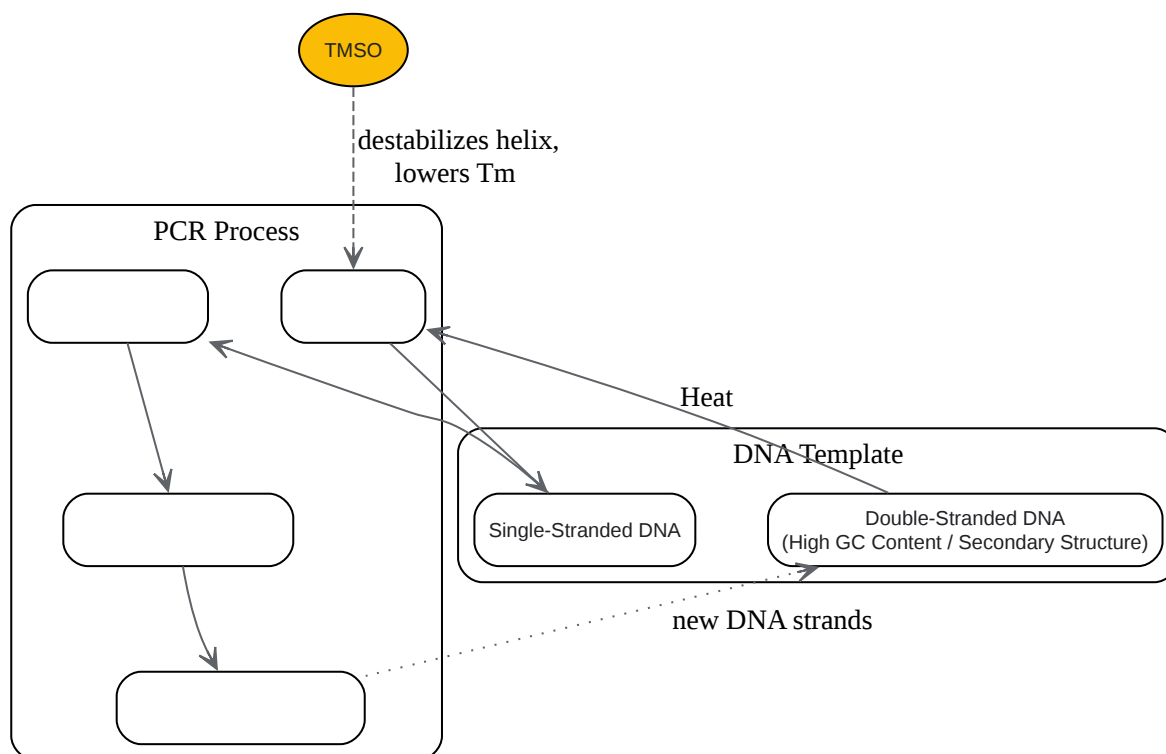 TMSO
destabilizes helix,
lowers Tm
PCR Process
Heat
DNA Template
Single-Stranded DNA
Double-Stranded DNA
(High GC Content / Secondary Structure)
new DNA strands